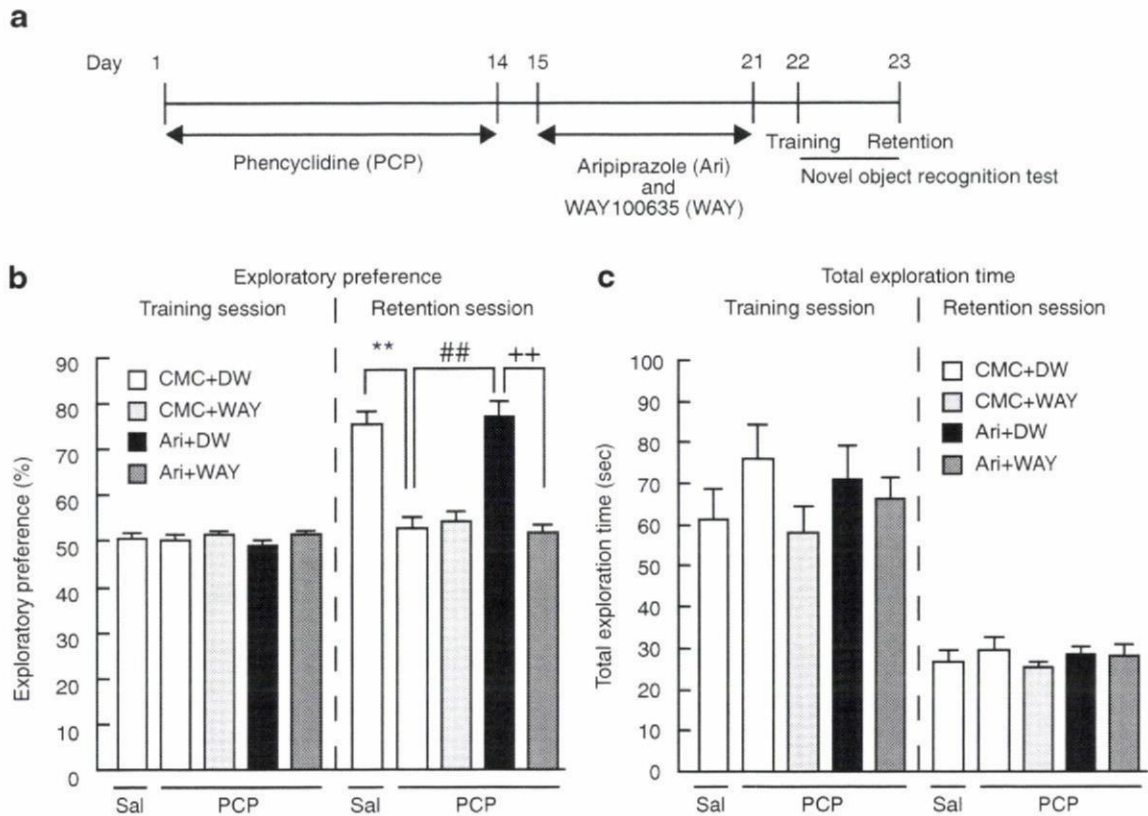 a
Day 1 14 15 21 22 23
Training Retention
Phencyclidine (PCP)
Aripiprazole (Ari)
and
WAY100635 (WAY)
Novel object recognition test
b
Exploratory preference
Training session Retention session
** ## ++
Exploratory preference (%)
90
80
70
60
50
40
30
20
10
0
CMC+DW
CMC+WAY
Ari+DW
Ari+WAY
Sal PCP Sal PCP
c
Total exploration time
Training session Retention session
Total exploration time (sec)
100
90
80
70
60
50
40
30
20
10
0
CMC+DW
CMC+WAY
Ari+DW
Ari+WAY
Sal PCP Sal PCP